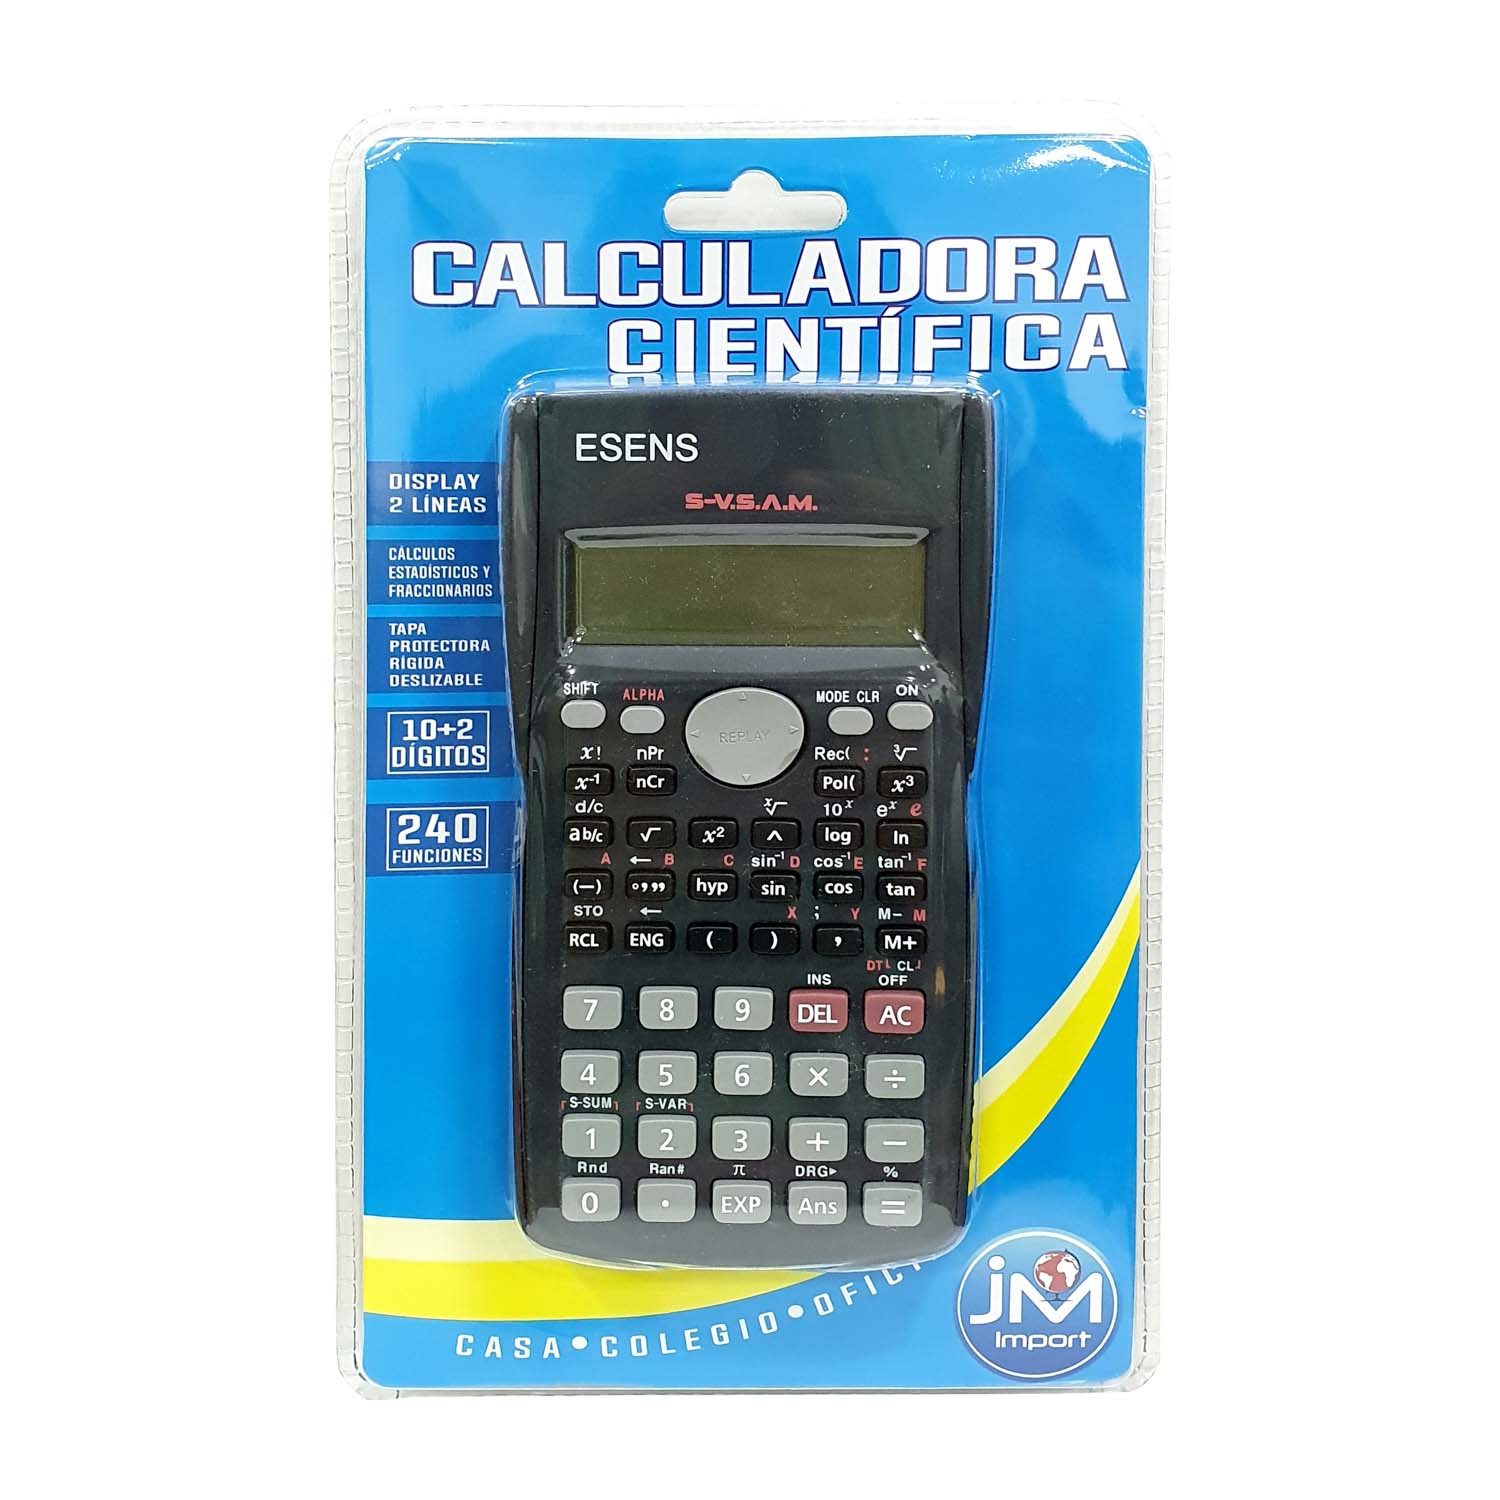 CALCULADORA
CIENTÍFICA
ESENS
S-V.S.A.M.
DISPLAY
2 LÍNEAS
CÁLCULOS
ESTADÍSTICOS Y
FRACCIONARIOS
TAPA
PROTECTORA
RÍGIDA
DESLIZABLE
10+2
DÍGITOS
240
FUNCIONES
SHIFT ALPHA MODE CLR ON
REPLAY
x! nPr Rec( : ³√
x⁻¹ nCr Pol( x³
d/c ˣ√ 10ˣ eˣ e
ab/c √ x² ^ log ln
A ← B C sin⁻¹ D cos⁻¹ E tan⁻¹ F
(−) °,,, hyp sin cos tan
STO ← X ; Y M− M
RCL ENG ( ) , M+
DT CL
INS OFF
7 8 9 DEL AC
4 5 6 × ÷
S-SUM S-VAR
1 2 3 + −
Rnd Ran# π DRG► %
0 . EXP Ans =
CASA•COLEGIO•OFICI
JM
Import